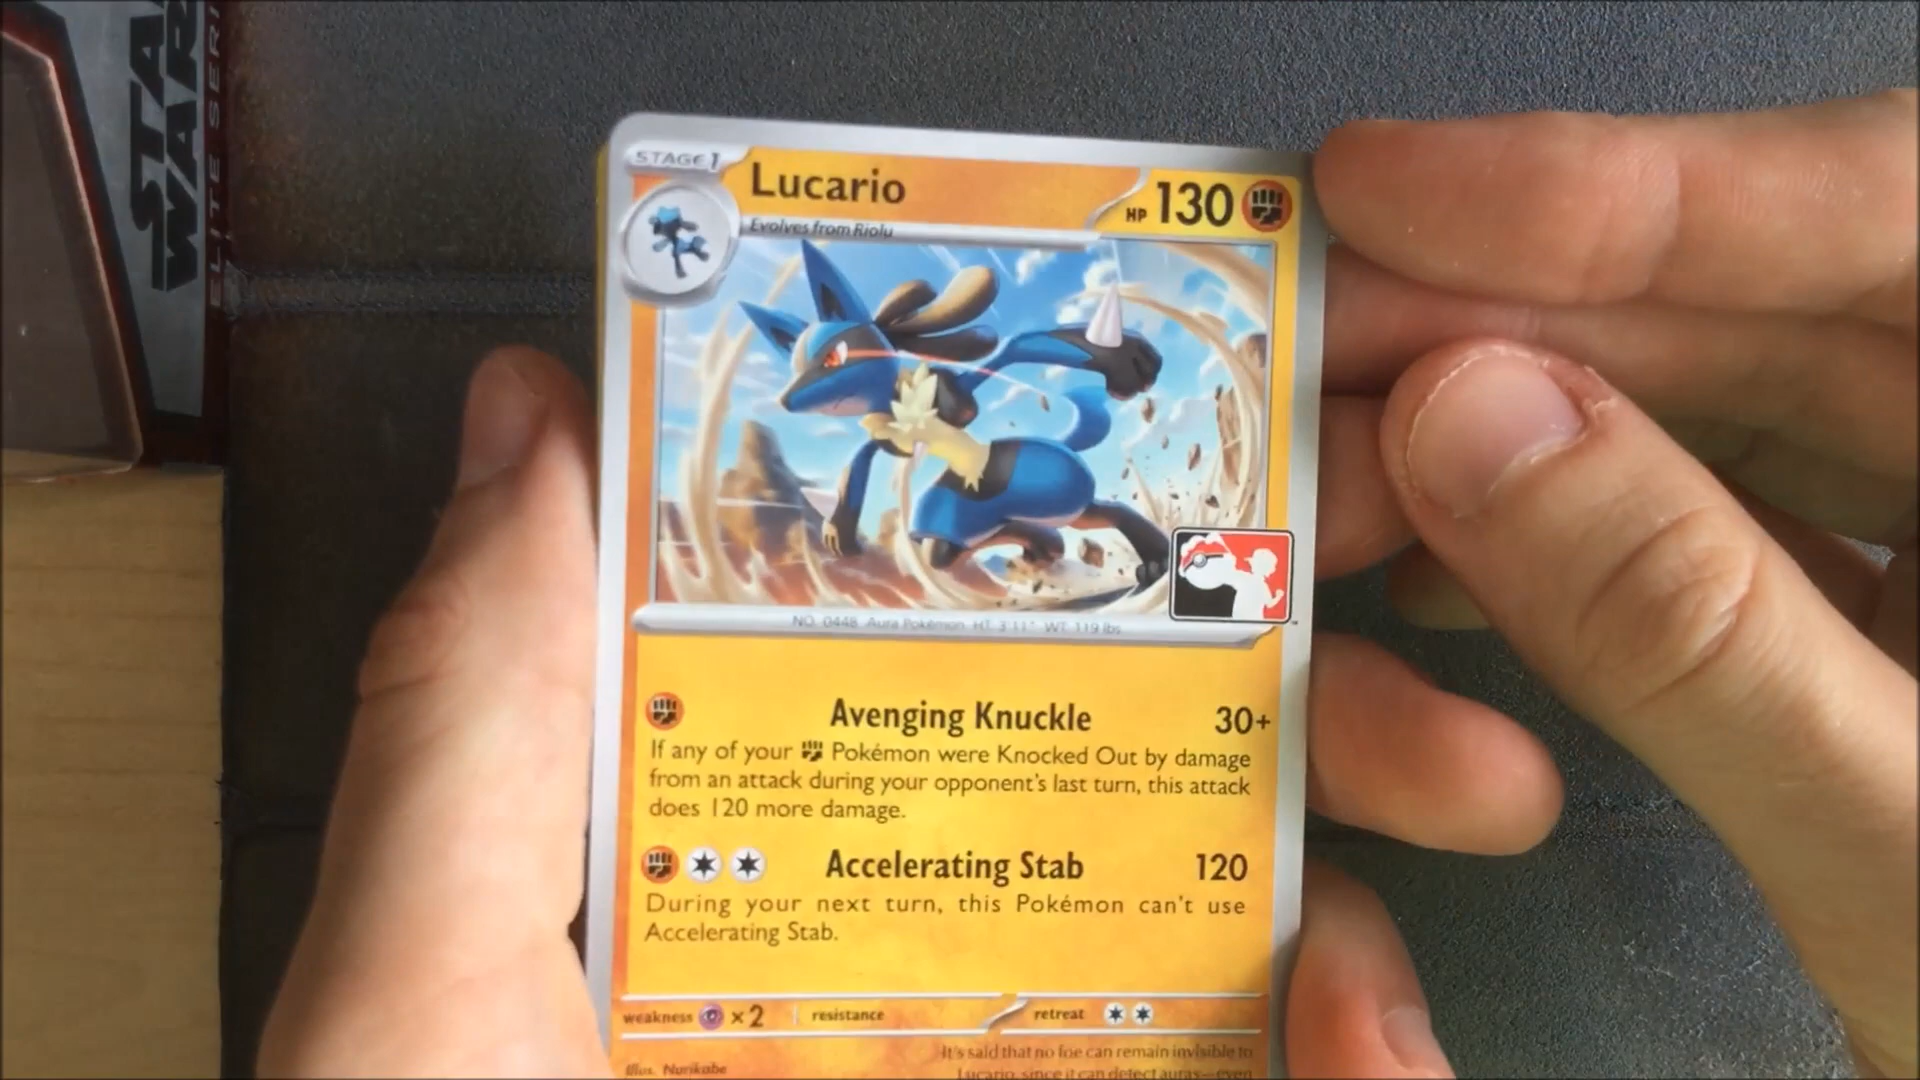 STAR
WARS
ELITE SERI
STAGE 1
Lucario
HP 130
Evolves from Riolu
NO. 0448 Aura Pokémon HT: 3'11" WT: 119 lbs
Avenging Knuckle 30+
If any of your Pokémon were Knocked Out by damage
from an attack during your opponent's last turn, this attack
does 120 more damage.
Accelerating Stab 120
During your next turn, this Pokémon can't use
Accelerating Stab.
weakness ×2 resistance retreat
Illus. Nurikabe
It's said that no foe can remain invisible to
Lucario, since it can detect auras—even